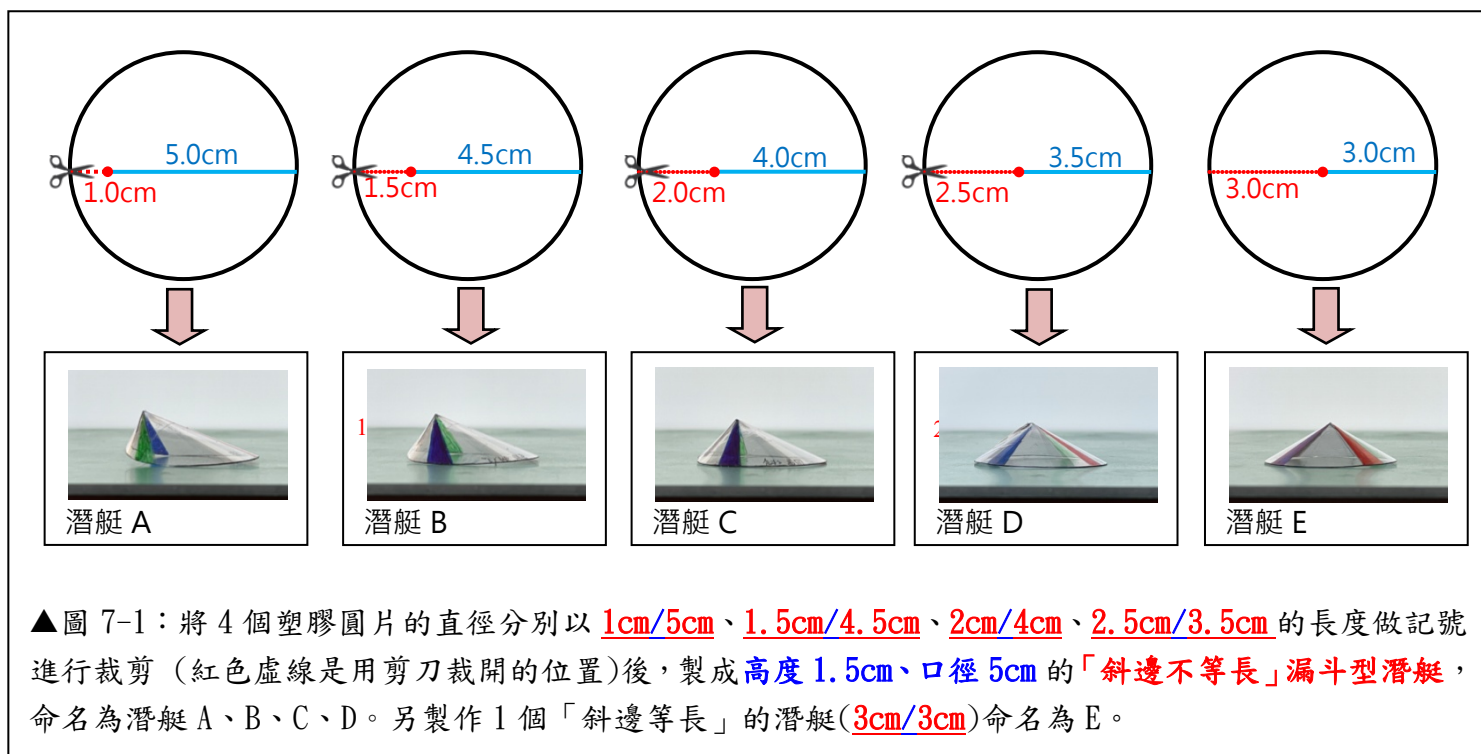 5.0cm
1.0cm
4.5cm
1.5cm
4.0cm
2.0cm
3.5cm
2.5cm
3.0cm
3.0cm
1
2
潛艇 A
潛艇 B
潛艇 C
潛艇 D
潛艇 E
▲圖 7-1：將 4 個塑膠圓片的直徑分別以 1cm/5cm、1.5cm/4.5cm、2cm/4cm、2.5cm/3.5cm 的長度做記號
進行裁剪 (紅色虛線是用剪刀裁開的位置)後，製成高度 1.5cm、口徑 5cm 的「斜邊不等長」漏斗型潛艇，
命名為潛艇 A、B、C、D。另製作 1 個「斜邊等長」的潛艇(3cm/3cm)命名為 E。